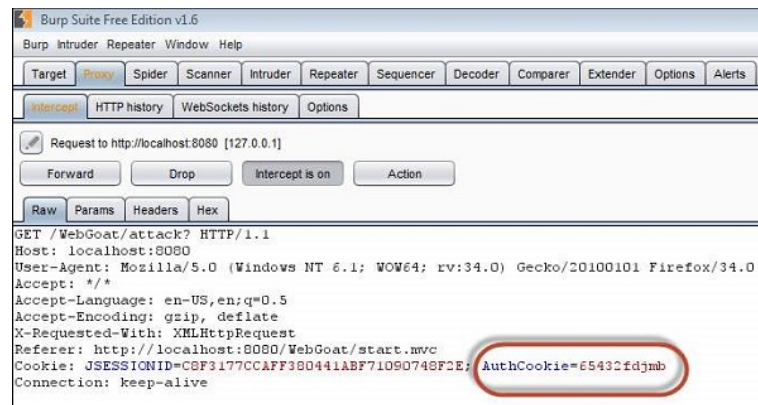 Burp Suite Free Edition v1.6
Burp Intruder Repeater Window Help
Target Proxy Spider Scanner Intruder Repeater Sequencer Decoder Comparer Extender Options Alerts
Intercept HTTP history WebSockets history Options
Request to http://localhost:8080 [127.0.0.1]
Forward Drop Intercept is on Action
Raw Params Headers Hex
GET /WebGoat/attack? HTTP/1.1
Host: localhost:8080
User-Agent: Mozilla/5.0 (Windows NT 6.1; WOW64; rv:34.0) Gecko/20100101 Firefox/34.0
Accept: */*
Accept-Language: en-US,en;q=0.5
Accept-Encoding: gzip, deflate
X-Requested-With: XMLHttpRequest
Referer: http://localhost:8080/WebGoat/start.mvc
Cookie: JSESSIONID=C8F3177CCAFF380441ABF71090748F2E; AuthCookie=65432fdjmb
Connection: keep-alive